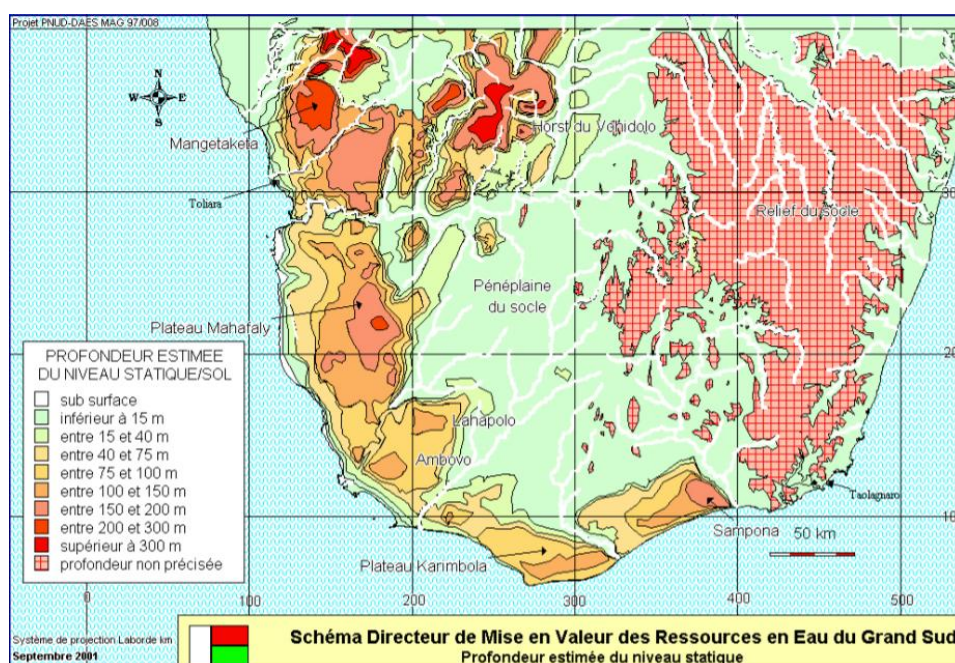 Projet PNUD-DAES MAG 97/008
N
W E
S
Mangetaketa
Horst du Vohidolo
Toliara
Relief du socle
Pénéplaine
du socle
Plateau Mahafaly
PROFONDEUR ESTIMEE
DU NIVEAU STATIQUE/SOL
sub surface
inférieur à 15 m
entre 15 et 40 m
entre 40 et 75 m
entre 75 et 100 m
entre 100 et 150 m
entre 150 et 200 m
entre 200 et 300 m
supérieur à 300 m
profondeur non précisée
Lahapolo
Ambovo
Taolagnaro
Sampona
50 km
Plateau Karimbola
0 100 200 300 400 500
Système de projection Laborde km
Septembre 2001
Schéma Directeur de Mise en Valeur des Ressources en Eau du Grand Sud
Profondeur estimée du niveau statique